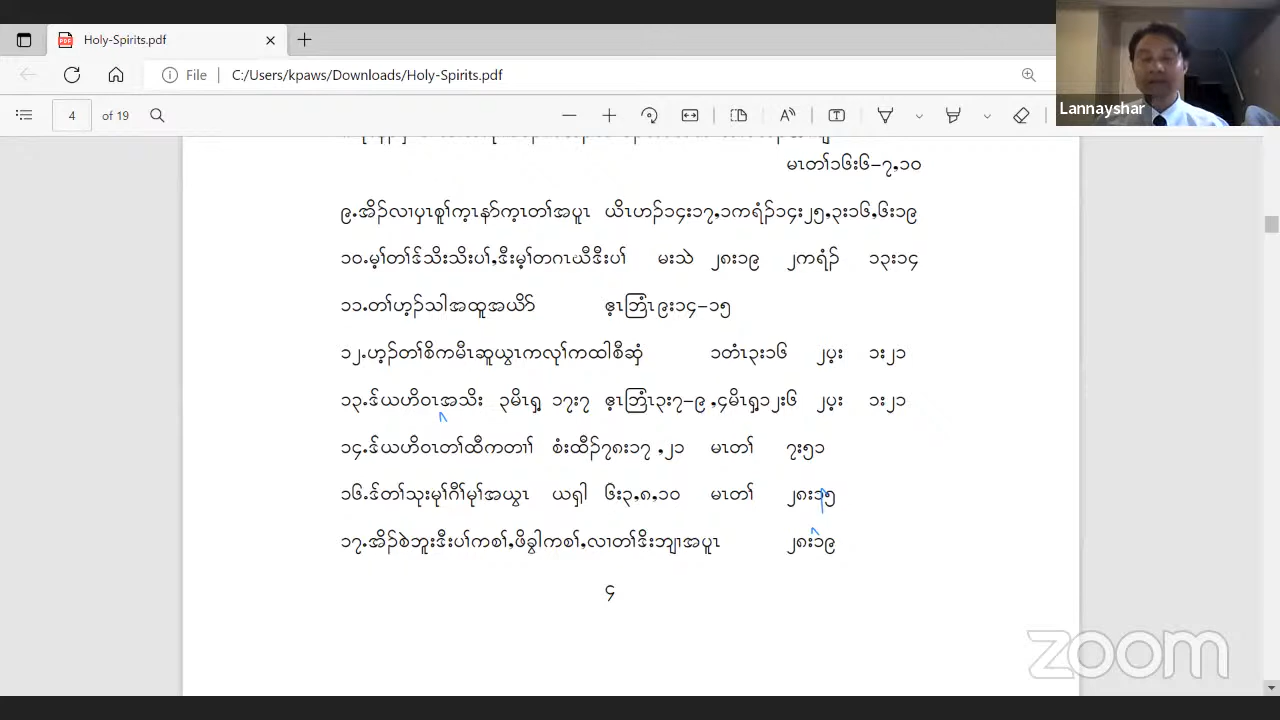 Holy-Spirits.pdf
File C:/Users/kpaws/Downloads/Holy-Spirits.pdf
4 of 19
Lannayshar
မၤတၢ်၁၆း၆–၇,၁၀
၉.အိၣ်လၢပှၤစူၢ်က့ၤနာ်က့ၤတၢ်အပူၤ ယိၤဟၣ်၁၄း၁၇,၁ကရံၣ်၁၄း၂၅,၃း၁၆,၆း၁၉
၁၀.မ့ၢ်တၢ်ဒ်သိးသိးပၢ်,ဒီးမ့ၢ်တဂၤဃီဒီးပၢ် မးသဲ ၂၈း၁၉ ၂ကရံၣ် ၁၃း၁၄
၁၁.တၢ်ဟ့ၣ်သါအထူအယိာ် ဧ့ၤဘြံၤ၉း၁၄–၁၅
၁၂.ဟ့ၣ်တၢ်စိကမီၤဆူယွၤကလုၢ်ကထါစီဆှံ ၁တံၤ၃း၁၆ ၂ပ့း ၁း၂၁
၁၃.ဒ်ယဟိဝၤအသိး ၃မိၤရှ့ ၁၇း၇ ဧ့ၤဘြံၤ၃း၇–၉ ,၄မိၤရှ့၁၂း၆ ၂ပ့း ၁း၂၁
၁၄.ဒ်ယဟိဝၤတၢ်ထီကတၢၢ် စံးထီၣ်၇၈း၁၇ ,၂၁ မၤတၢ် ၇း၅၁
၁၆.ဒ်တၢ်သုးမုၢ်ဂီၢ်မုၢ်အယွၤ ယရှါ ၆း၃,၈,၁၀ မၤတၢ် ၂၈း၁၅
၁၇.အိၣ်စဲဘူးဒီးပၢ်ကစၢ်,ဖိခွါကစၢ်,လၢတၢ်ဒိးဘျၢအပူၤ ၂၈း၁၉
၄
zoom